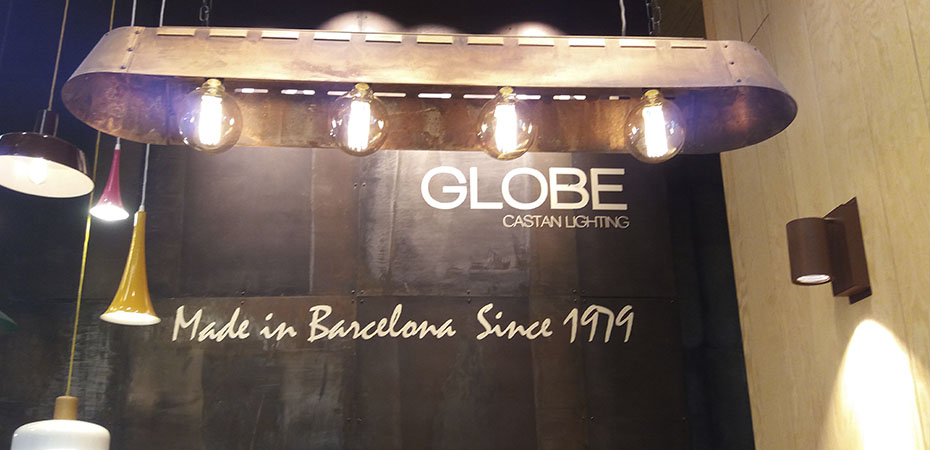 GLOBE
CASTAN LIGHTING
Made in Barcelona Since 1979